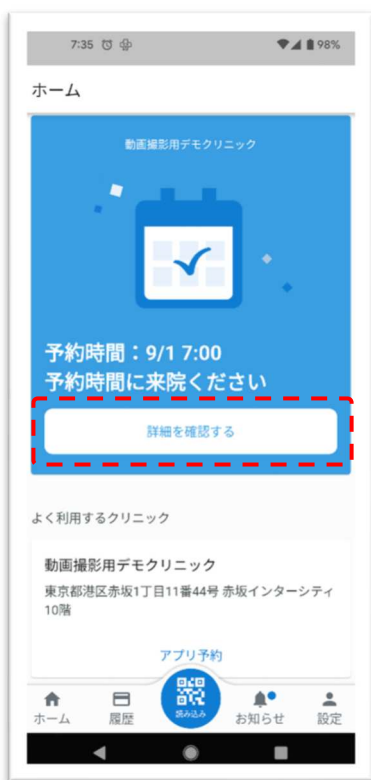 7:35
98%
ホーム
動画撮影用デモクリニック
予約時間：9/1 7:00
予約時間に来院ください
詳細を確認する
よく利用するクリニック
動画撮影用デモクリニック
東京都港区赤坂1丁目11番44号 赤坂インターシティ
10階
アプリ予約
ホーム
履歴
読み込み
お知らせ
設定